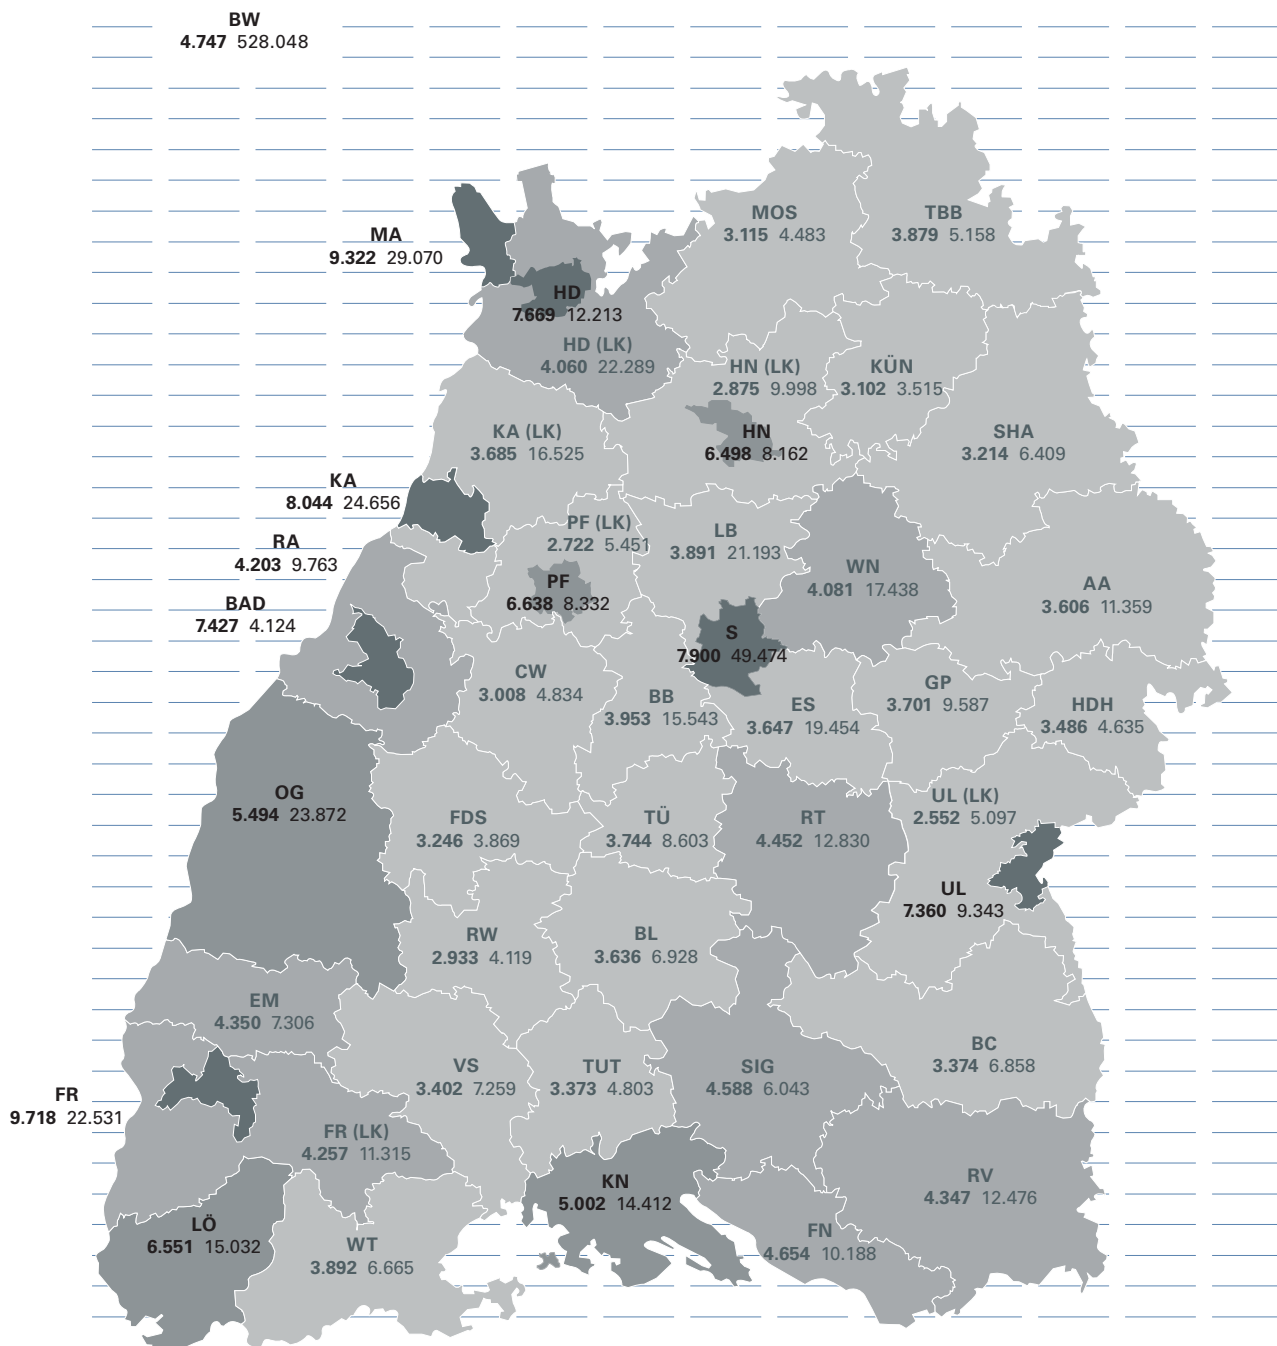 BW
4.747 528.048
MOS
3.115 4.483
TBB
3.879 5.158
MA
9.322 29.070
HD
7.669 12.213
HD (LK)
4.060 22.289
HN (LK)
2.875 9.998
KÜN
3.102 3.515
KA (LK)
3.685 16.525
HN
6.498 8.162
SHA
3.214 6.409
KA
8.044 24.656
PF (LK)
2.722 5.451
LB
3.891 21.193
RA
4.203 9.763
WN
4.081 17.438
PF
6.638 8.332
AA
3.606 11.359
BAD
7.427 4.124
S
7.900 49.474
CW
3.008 4.834
BB
3.953 15.543
ES
3.647 19.454
GP
3.701 9.587
HDH
3.486 4.635
OG
5.494 23.872
FDS
3.246 3.869
TÜ
3.744 8.603
RT
4.452 12.830
UL (LK)
2.552 5.097
UL
7.360 9.343
RW
2.933 4.119
BL
3.636 6.928
EM
4.350 7.306
VS
3.402 7.259
TUT
3.373 4.803
SIG
4.588 6.043
BC
3.374 6.858
FR
9.718 22.531
FR (LK)
4.257 11.315
KN
5.002 14.412
RV
4.347 12.476
LÖ
6.551 15.032
WT
3.892 6.665
FN
4.654 10.188